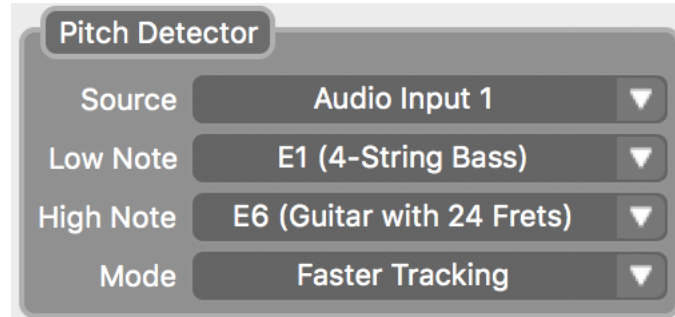 Pitch Detector
Source Audio Input 1
Low Note E1 (4-String Bass)
High Note E6 (Guitar with 24 Frets)
Mode Faster Tracking